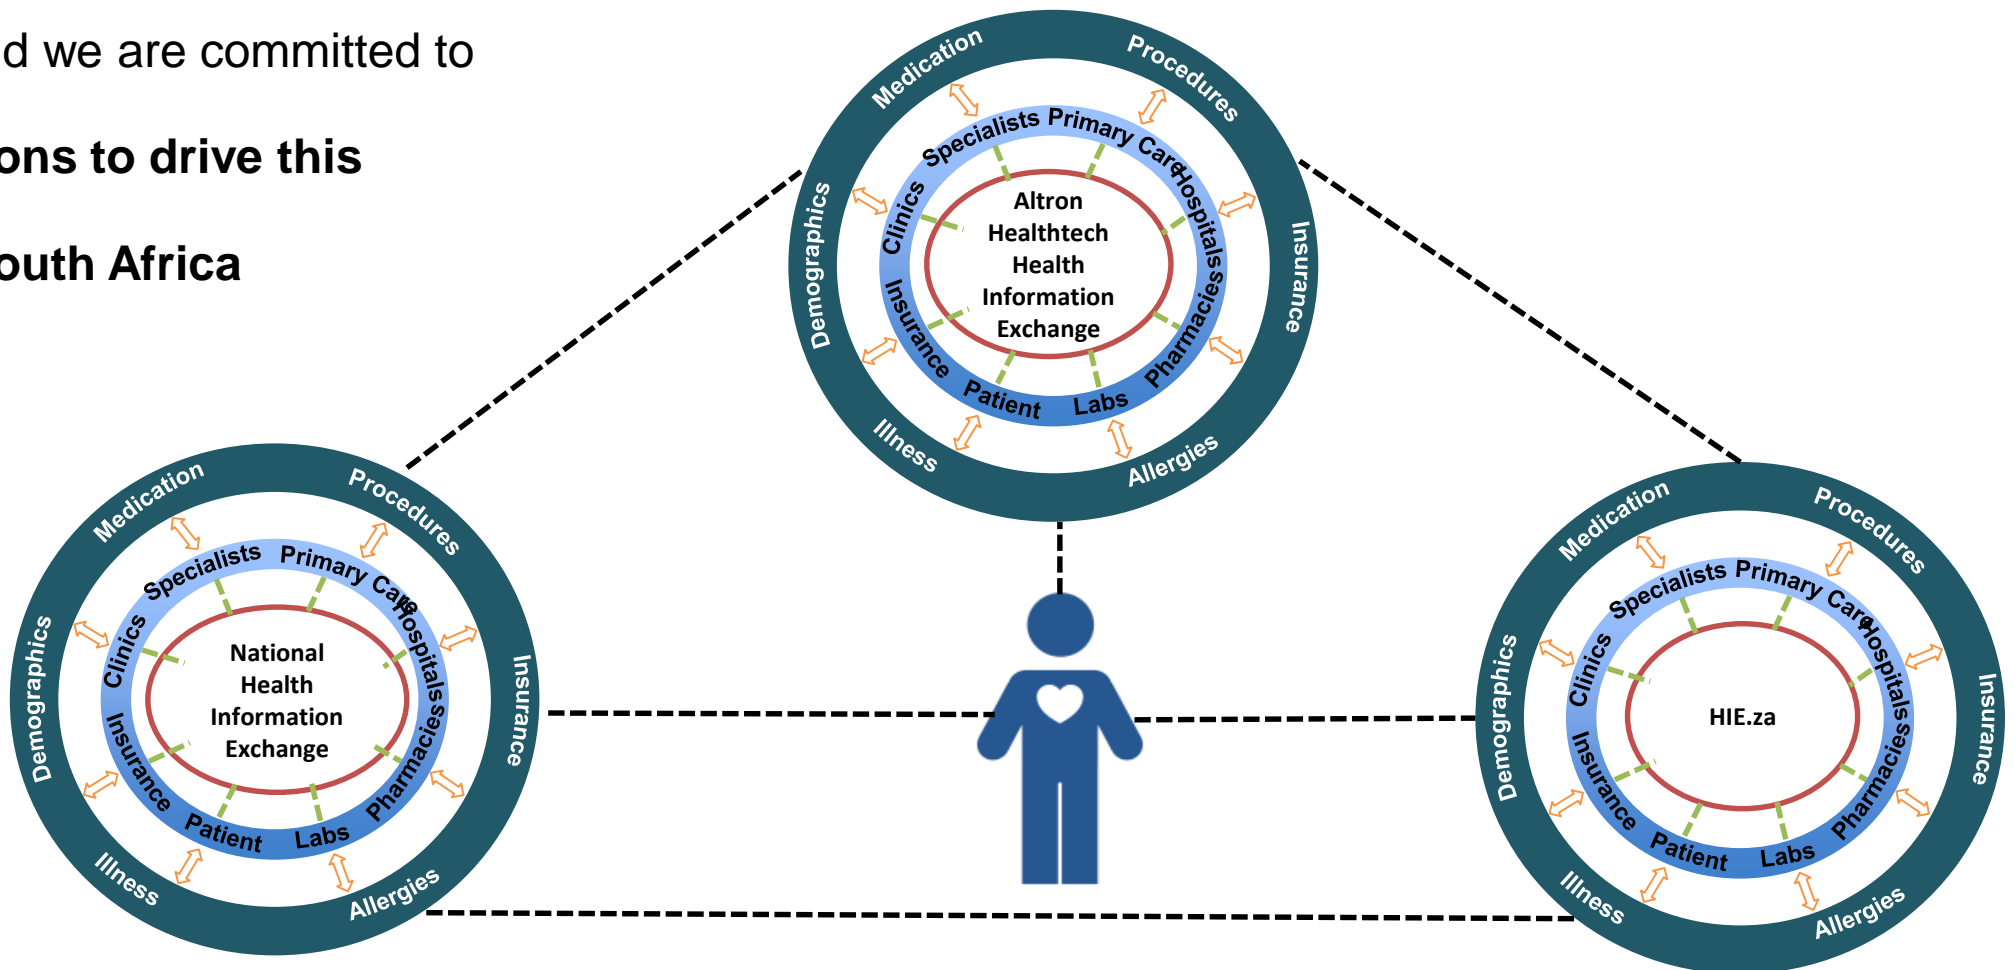 d we are committed to
ons to drive this
outh Africa
Medication
Procedures
Insurance
Allergies
Illness
Demographics
Specialists
Primary Care
Hospitals
Pharmacies
Labs
Patient
Insurance
Clinics
Altron
Healthtech
Health
Information
Exchange
Medication
Procedures
Insurance
Allergies
Illness
Demographics
Specialists
Primary Care
Hospitals
Pharmacies
Labs
Patient
Insurance
Clinics
National
Health
Information
Exchange
Medication
Procedures
Insurance
Allergies
Illness
Demographics
Specialists
Primary Care
Hospitals
Pharmacies
Labs
Patient
Insurance
Clinics
HIE.za